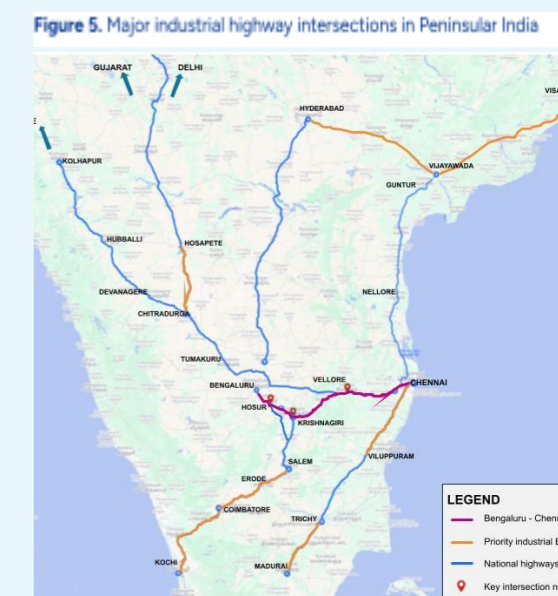 Figure 5. Major industrial highway intersections in Peninsular India
GUJARAT
DELHI
HYDERABAD
KOLHAPUR
VIJAYAWADA
GUNTUR
HUBBALLI
HOSAPETE
DEVANAGERE
NELLORE
CHITRADURGA
TUMAKURU
BENGALURU
VELLORE
CHENNAI
HOSUR
KRISHNAGIRI
SALEM
VILUPPURAM
ERODE
COIMBATORE
TRICHY
KOCHI
MADURAI
LEGEND
Bengaluru - Chenn
Priority industrial E
National highways
Key intersection n